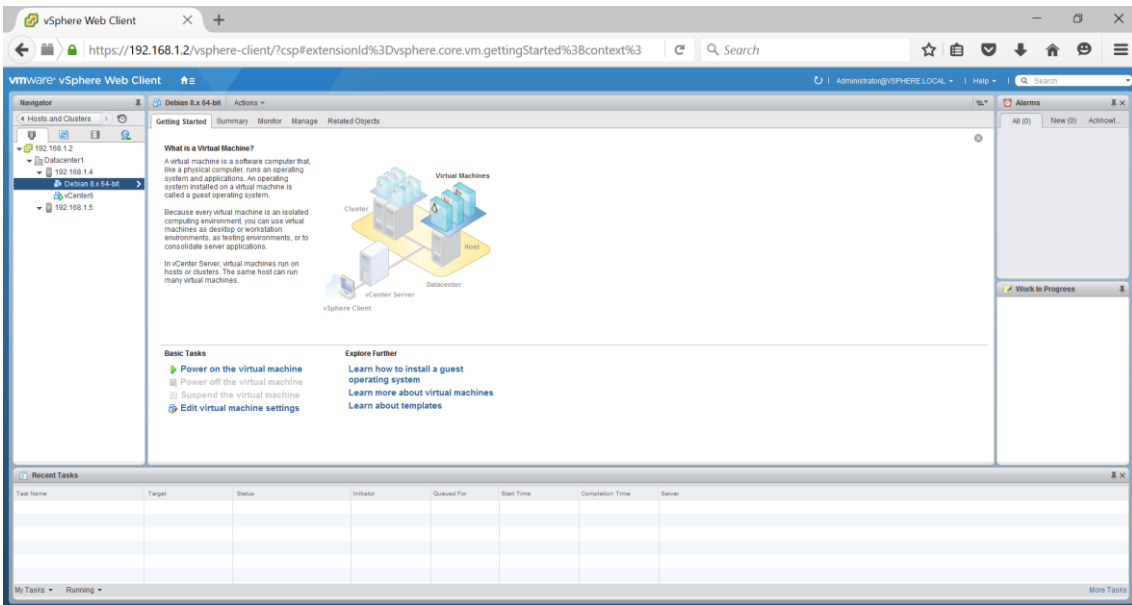 vSphere Web Client
https://192.168.1.2/vsphere-client/?csp#extensionId%3Dvsphere.core.vm.gettingStarted%3Bcontext%3
Search
vmware® vSphere Web Client
Administrator@VSPHERE.LOCAL
Help
Search
Navigator
Hosts and Clusters
192.168.1.2
Datacenter1
192.168.1.4
Debian 8.x 64-bit
vCenter6
192.168.1.5
Debian 8.x 64-bit Actions
Getting Started Summary Monitor Manage Related Objects
What is a Virtual Machine?
A virtual machine is a software computer that,
like a physical computer, runs an operating
system and applications. An operating
system installed on a virtual machine is
called a guest operating system.
Because every virtual machine is an isolated
computing environment, you can use virtual
machines as desktop or workstation
environments, as testing environments, or to
consolidate server applications.
In vCenter Server, virtual machines run on
hosts or clusters. The same host can run
many virtual machines.
Virtual Machines
Cluster
Host
Datacenter
vCenter Server
vSphere Client
Basic Tasks
Power on the virtual machine
Power off the virtual machine
Suspend the virtual machine
Edit virtual machine settings
Explore Further
Learn how to install a guest
operating system
Learn more about virtual machines
Learn about templates
Alarms
All (0) New (0) Acknowl...
Work In Progress
Recent Tasks
Task Name Target Status Initiator Queued For Start Time Completion Time Server
My Tasks Running More Tasks